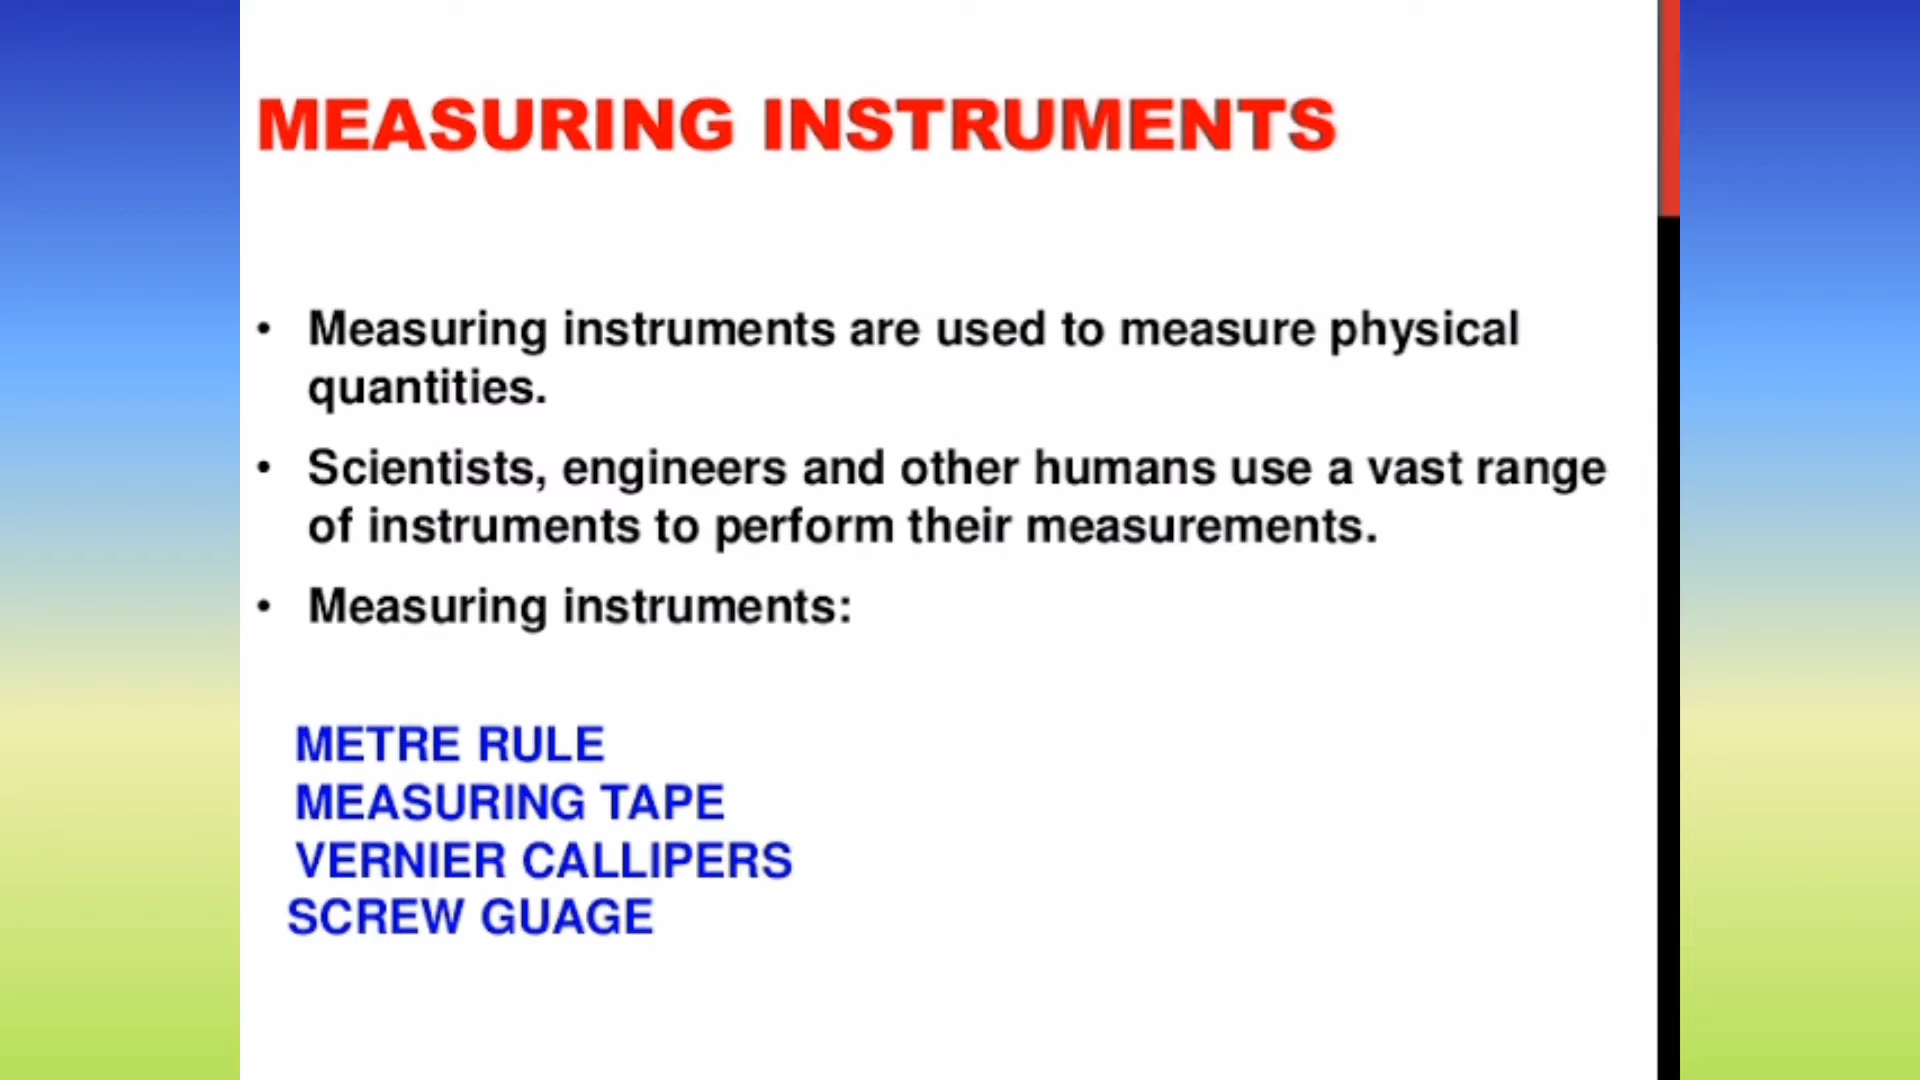 MEASURING INSTRUMENTS
• Measuring instruments are used to measure physical
quantities.
• Scientists, engineers and other humans use a vast range
of instruments to perform their measurements.
• Measuring instruments:
METRE RULE
MEASURING TAPE
VERNIER CALLIPERS
SCREW GUAGE